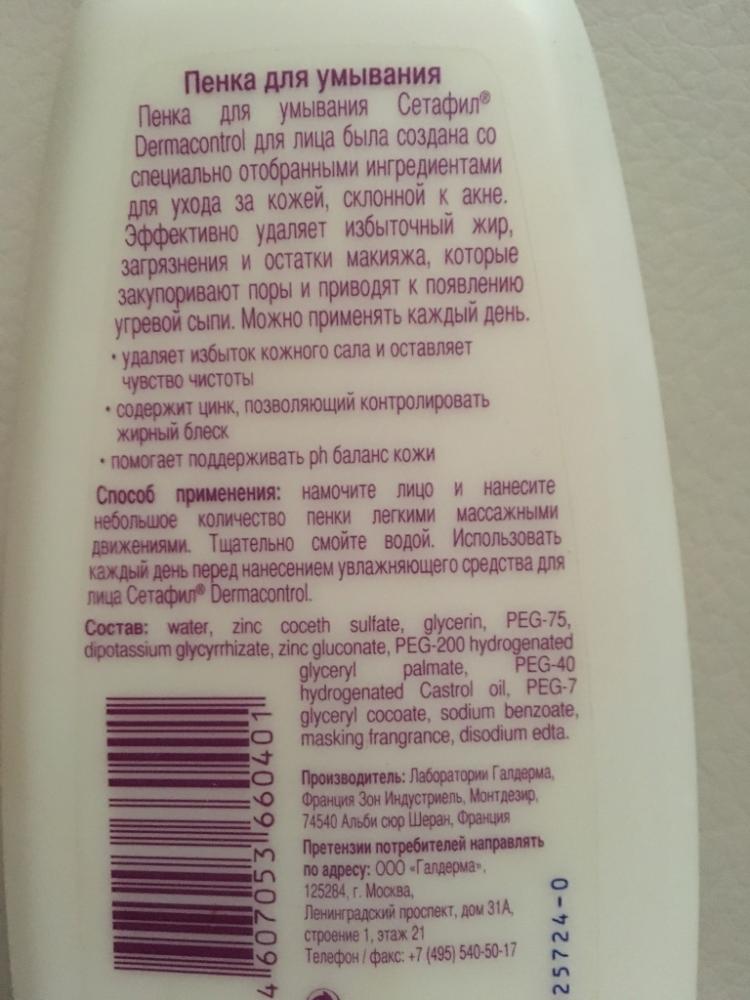 Пенка для умывания
Пенка для умывания Сетафил®
Dermacontrol для лица была создана со
специально отобранными ингредиентами
для ухода за кожей, склонной к акне.
Эффективно удаляет избыточный жир,
загрязнения и остатки макияжа, которые
закупоривают поры и приводят к появлению
угревой сыпи. Можно применять каждый день.
• удаляет избыток кожного сала и оставляет
чувство чистоты
• содержит цинк, позволяющий контролировать
жирный блеск
• помогает поддерживать ph баланс кожи
Способ применения: намочите лицо и нанесите
небольшое количество пенки легкими массажными
движениями. Тщательно смойте водой. Использовать
каждый день перед нанесением увлажняющего средства для
лица Сетафил® Dermacontrol.
Состав: water, zinc coceth sulfate, glycerin, PEG-75,
dipotassium glycyrrhizate, zinc gluconate, PEG-200 hydrogenated
glyceryl palmate, PEG-40
hydrogenated Castrol oil, PEG-7
glyceryl cocoate, sodium benzoate,
masking frangrance, disodium edta.
Производитель: Лаборатории Галдерма,
Франция Зон Индустриель, Монтдезир,
74540 Альби сюр Шеран, Франция
Претензии потребителей направлять
по адресу: ООО «Галдерма»,
125284, г. Москва,
Ленинградский проспект, дом 31А,
строение 1, этаж 21
Телефон / факс: +7 (495) 540-50-17
4 607053 660401
25724-0